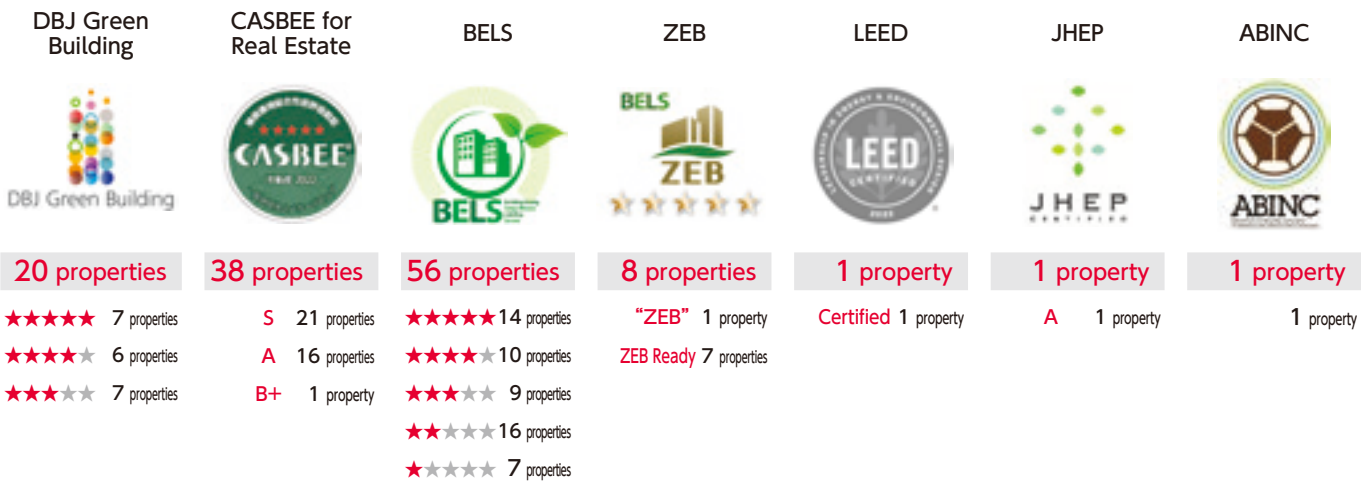 DBJ Green
Building
CASBEE for
Real Estate
BELS
ZEB
LEED
JHEP
ABINC
DBJ Green Building
CASBEE
BELS
BELS
ZEB
LEED
CERTIFIED
JHEP
CERTIFIED
ABINC
20 properties
38 properties
56 properties
8 properties
1 property
1 property
1 property
★★★★★ 7 properties
★★★★★ 6 properties
★★★★★ 7 properties
S 21 properties
A 16 properties
B+ 1 property
★★★★★ 14 properties
★★★★★ 10 properties
★★★★★ 9 properties
★★★★★ 16 properties
★★★★★ 7 properties
"ZEB" 1 property
ZEB Ready 7 properties
Certified 1 property
A 1 property
1 property